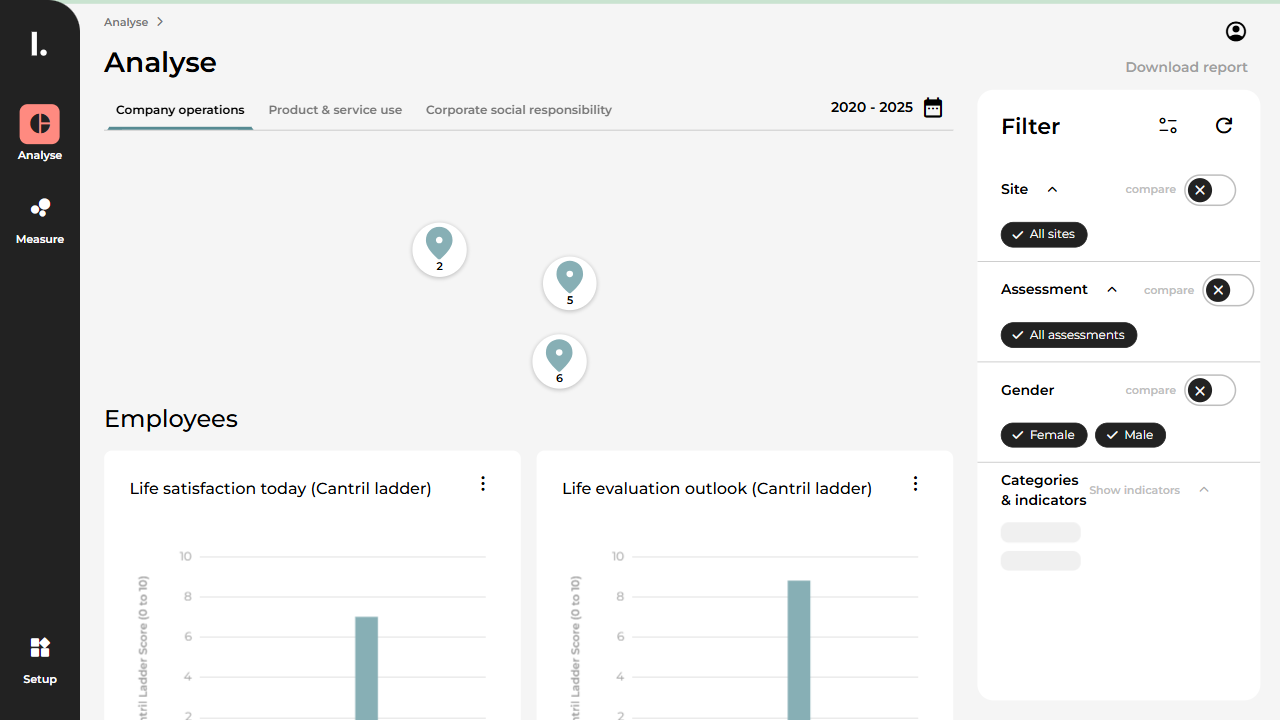 Analyse
Analyse
Download report
Company operations
Product & service use
Corporate social responsibility
2020 - 2025
I.
Analyse
Measure
Setup
2
5
6
Employees
Life satisfaction today (Cantril ladder)
10
8
6
4
2
ntril Ladder Score (0 to 10)
Life evaluation outlook (Cantril ladder)
10
8
6
4
2
ntril Ladder Score (0 to 10)
Filter
Site
compare
All sites
Assessment
compare
All assessments
Gender
compare
Female
Male
Categories
& indicators
Show indicators